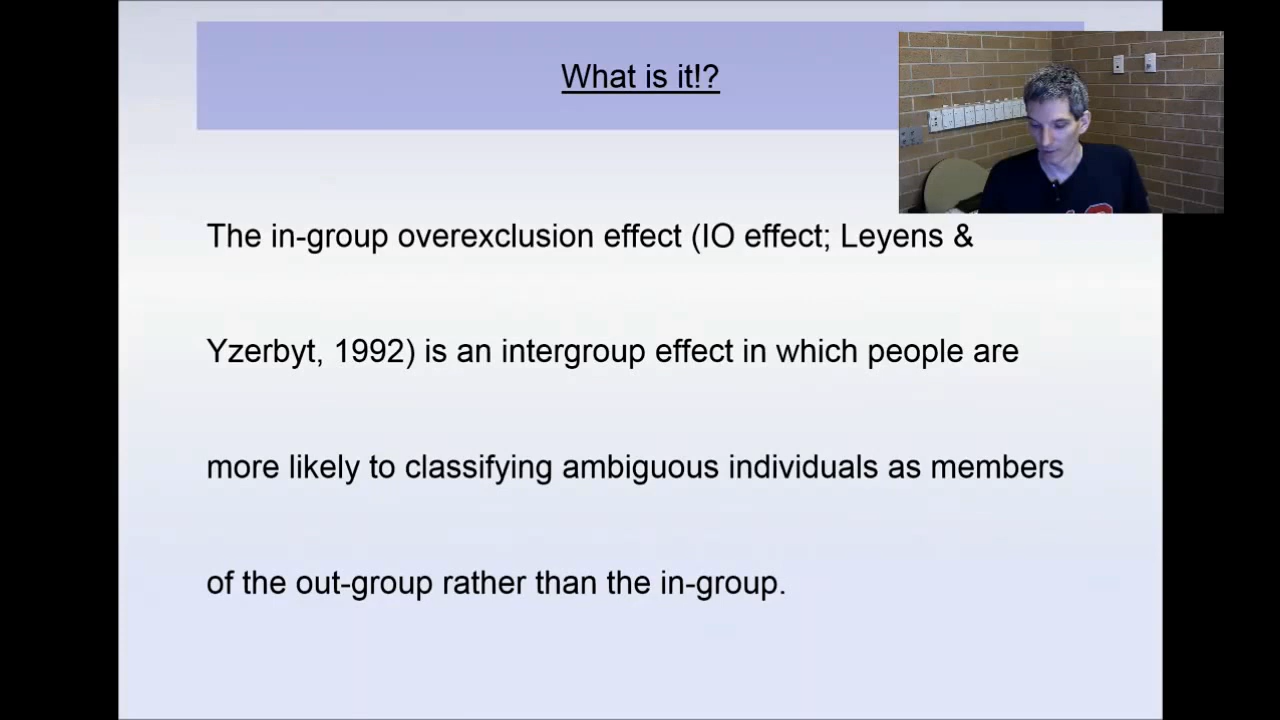 What is it!?
The in-group overexclusion effect (IO effect; Leyens &
Yzerbyt, 1992) is an intergroup effect in which people are
more likely to classifying ambiguous individuals as members
of the out-group rather than the in-group.